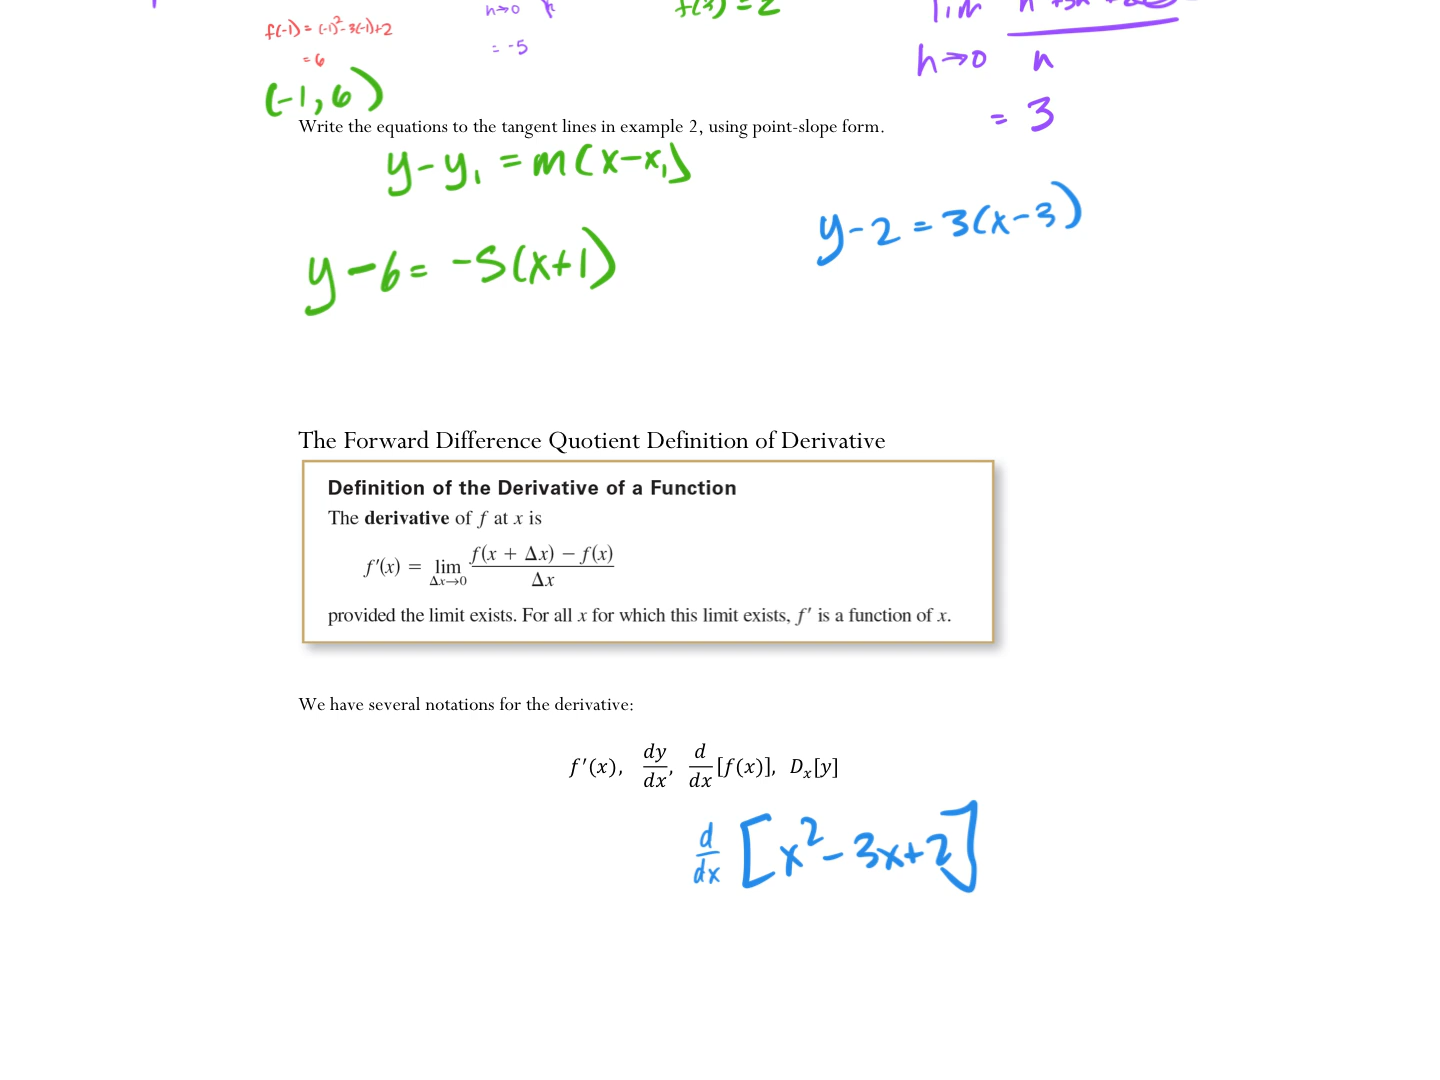 f(-1) = (-1)² - 3(-1) + 2
= 6
(-1, 6)
h→0
= -5
f(3) = 2
lim
h→0 h
= 3
Write the equations to the tangent lines in example 2, using point-slope form.
y - y₁ = m(x - x₁)
y - 6 = -5(x+1)
y - 2 = 3(x - 3)
The Forward Difference Quotient Definition of Derivative
Definition of the Derivative of a Function
The derivative of f at x is
f′(x) = lim Δx→0 f(x + Δx) − f(x) / Δx
provided the limit exists. For all x for which this limit exists, f′ is a function of x.
We have several notations for the derivative:
f′(x), dy/dx, d/dx [f(x)], Dₓ[y]
d/dx [x² - 3x + 2]